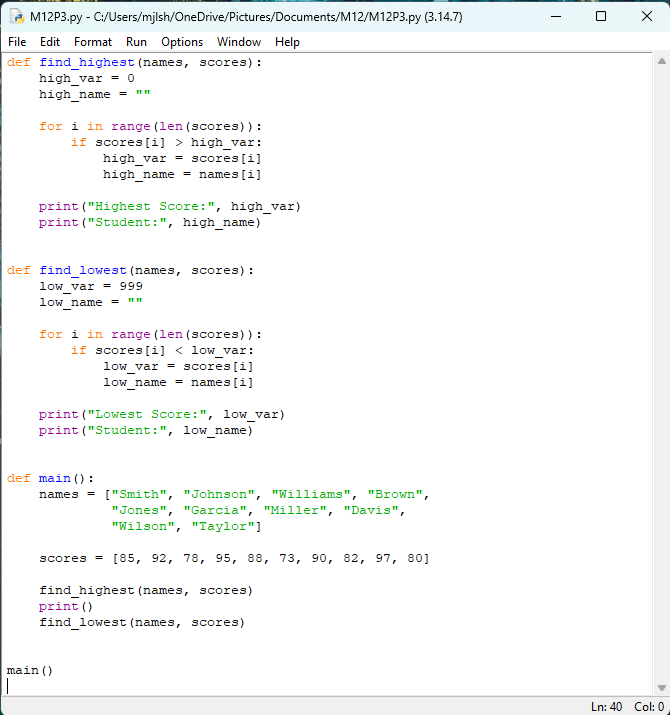 M12P3.py - C:/Users/mjlsh/OneDrive/Pictures/Documents/M12/M12P3.py (3.14.7)
File Edit Format Run Options Window Help
def find_highest(names, scores):
    high_var = 0
    high_name = ""

    for i in range(len(scores)):
        if scores[i] > high_var:
            high_var = scores[i]
            high_name = names[i]

    print("Highest Score:", high_var)
    print("Student:", high_name)


def find_lowest(names, scores):
    low_var = 999
    low_name = ""

    for i in range(len(scores)):
        if scores[i] < low_var:
            low_var = scores[i]
            low_name = names[i]

    print("Lowest Score:", low_var)
    print("Student:", low_name)


def main():
    names = ["Smith", "Johnson", "Williams", "Brown",
             "Jones", "Garcia", "Miller", "Davis",
             "Wilson", "Taylor"]

    scores = [85, 92, 78, 95, 88, 73, 90, 82, 97, 80]

    find_highest(names, scores)
    print()
    find_lowest(names, scores)


main()
Ln: 40 Col: 0